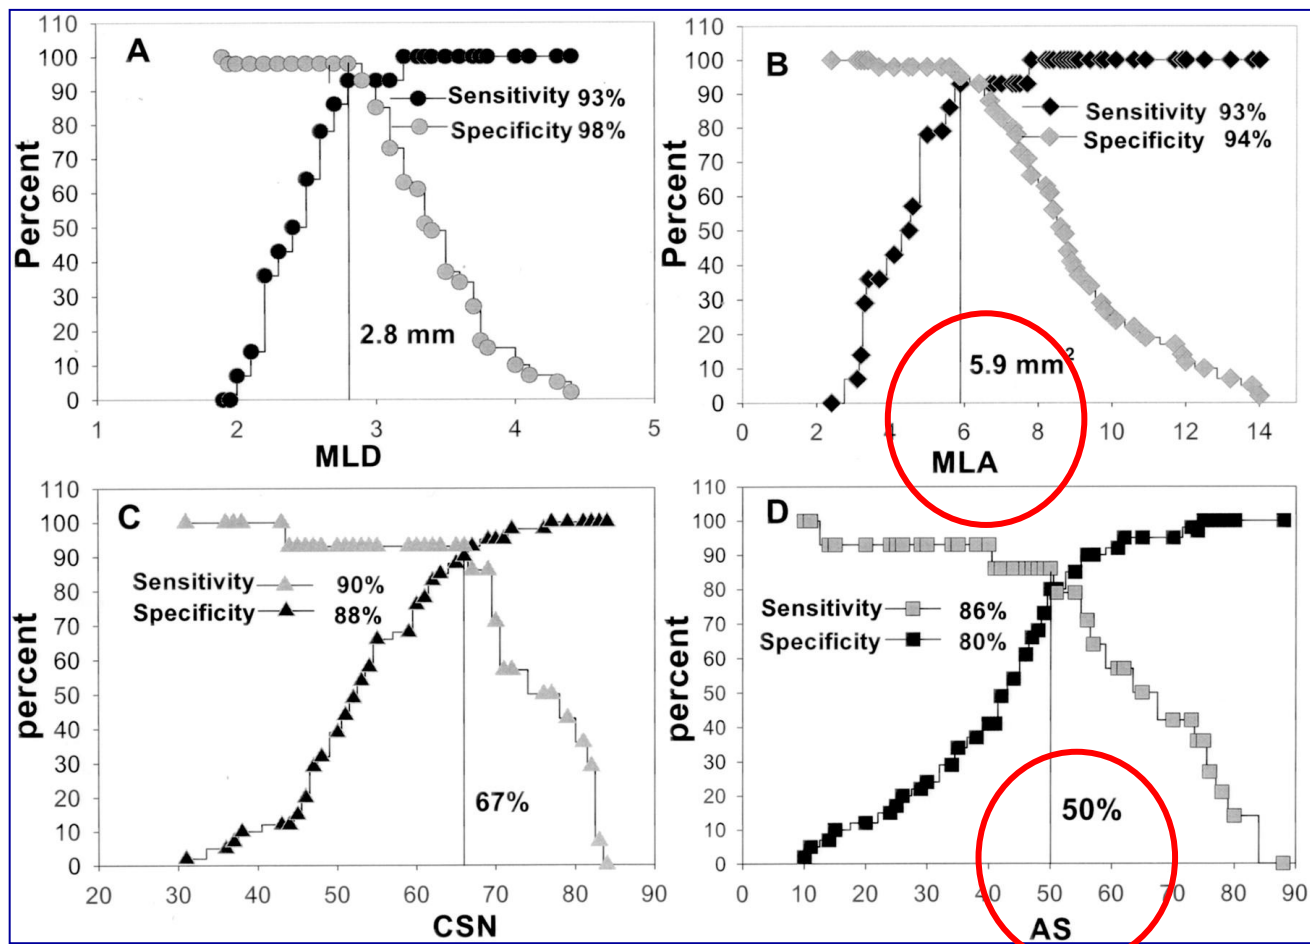 A
Percent
110
100
90
80
70
60
50
40
30
20
10
0
Sensitivity 93%
Specificity 98%
2.8 mm
1 2 3 4 5
MLD
B
Percent
110
100
90
80
70
60
50
40
30
20
10
0
Sensitivity 93%
Specificity 94%
5.9 mm²
0 2 4 6 8 10 12 14
MLA
C
percent
110
100
90
80
70
60
50
40
30
20
10
0
Sensitivity 90%
Specificity 88%
67%
20 30 40 50 60 70 80 90
CSN
D
percent
110
100
90
80
70
60
50
40
30
20
10
0
Sensitivity 86%
Specificity 80%
50%
0 10 20 30 40 50 60 70 80 90
AS